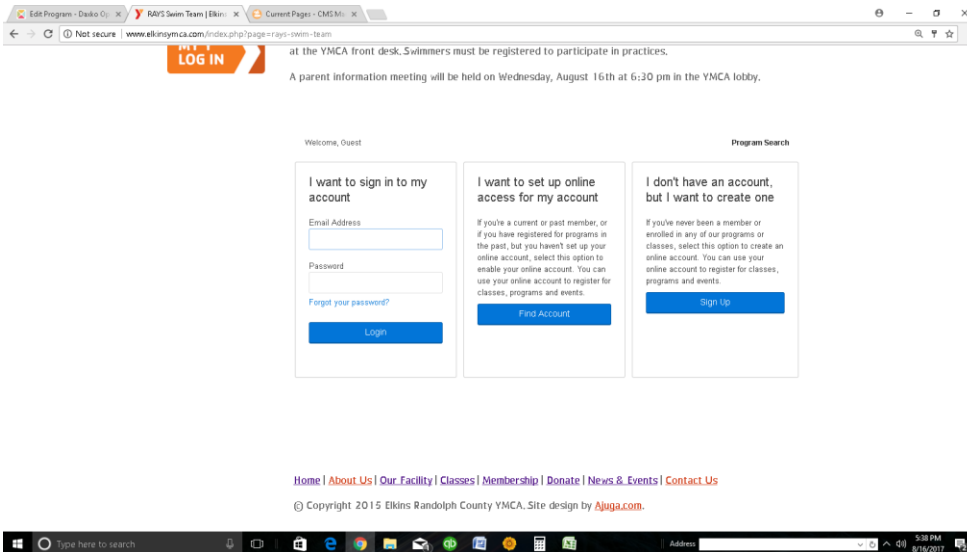 Edit Program - Daxko Op
RAYS Swim Team | Elkins
Current Pages - CMS Ma
Not secure | www.elkinsymca.com/index.php?page=rays-swim-team
MY Y
LOG IN
at the YMCA front desk. Swimmers must be registered to participate in practices.
A parent information meeting will be held on Wednesday, August 16th at 6:30 pm in the YMCA lobby.
Welcome, Guest
Program Search
I want to sign in to my
account
Email Address
Password
Forgot your password?
Login
I want to set up online
access for my account
If you're a current or past member, or
if you have registered for programs in
the past, but you haven't set up your
online account, select this option to
enable your online account. You can
use your online account to register for
classes, programs and events.
Find Account
I don't have an account,
but I want to create one
If you've never been a member or
enrolled in any of our programs or
classes, select this option to create an
online account. You can use your
online account to register for classes,
programs and events.
Sign Up
Home | About Us | Our Facility | Classes | Membership | Donate | News & Events | Contact Us
© Copyright 2015 Elkins Randolph County YMCA. Site design by Ajuga.com.
Type here to search
qb
Address
5:38 PM
8/16/2017